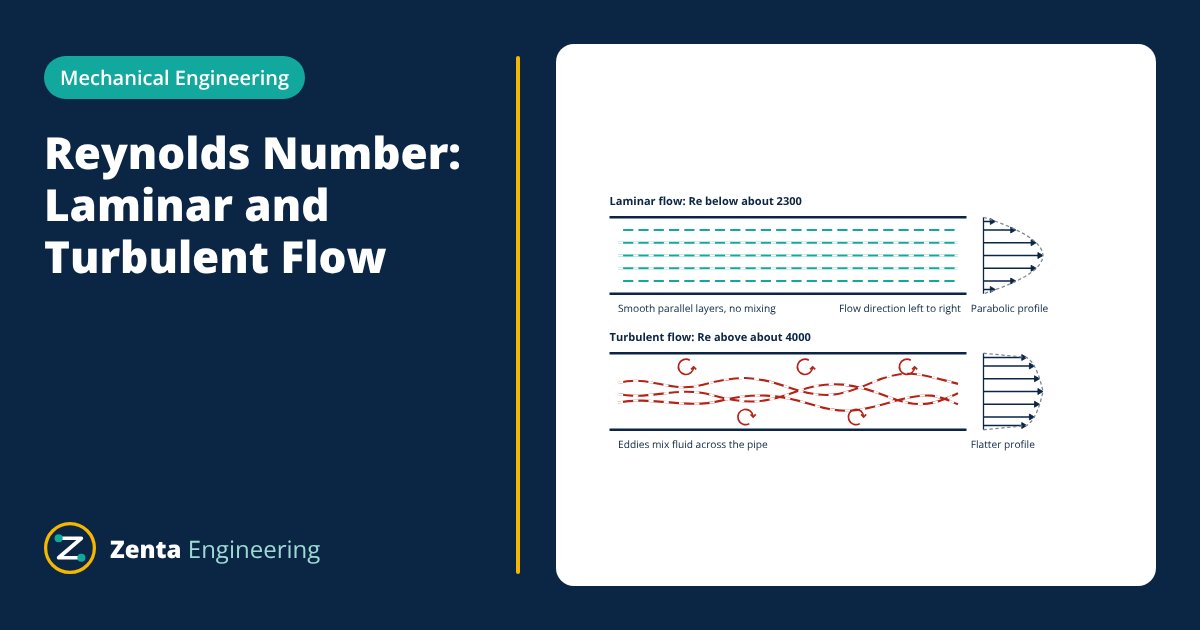 Mechanical Engineering
Reynolds Number:
Laminar and
Turbulent Flow
Zenta Engineering
Laminar flow: Re below about 2300
Smooth parallel layers, no mixing
Flow direction left to right
Parabolic profile
Turbulent flow: Re above about 4000
Eddies mix fluid across the pipe
Flatter profile